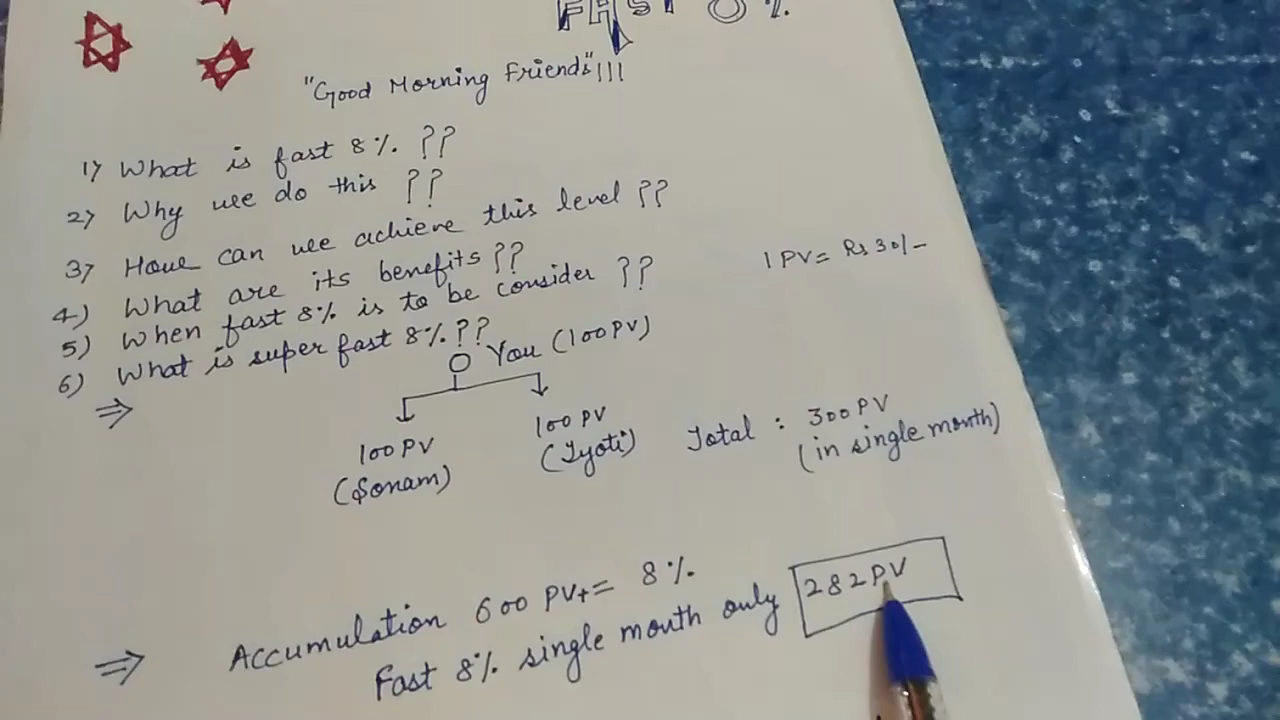 FAST 8%
"Good Morning Friends"!!!
1) What is fast 8% ??
2) Why we do this ??
3) How can we achieve this level ??
4) What are its benefits ??
5) When fast 8% is to be consider ??
6) What is super fast 8% ??
1 PV = Rs 30/-
⇒ You (100 PV)
100 PV
(Sonam)
100 PV
(Jyoti)
Total : 300 PV
(in single month)
⇒ Accumulation 600 PV+ = 8%
Fast 8% single month only 282 PV